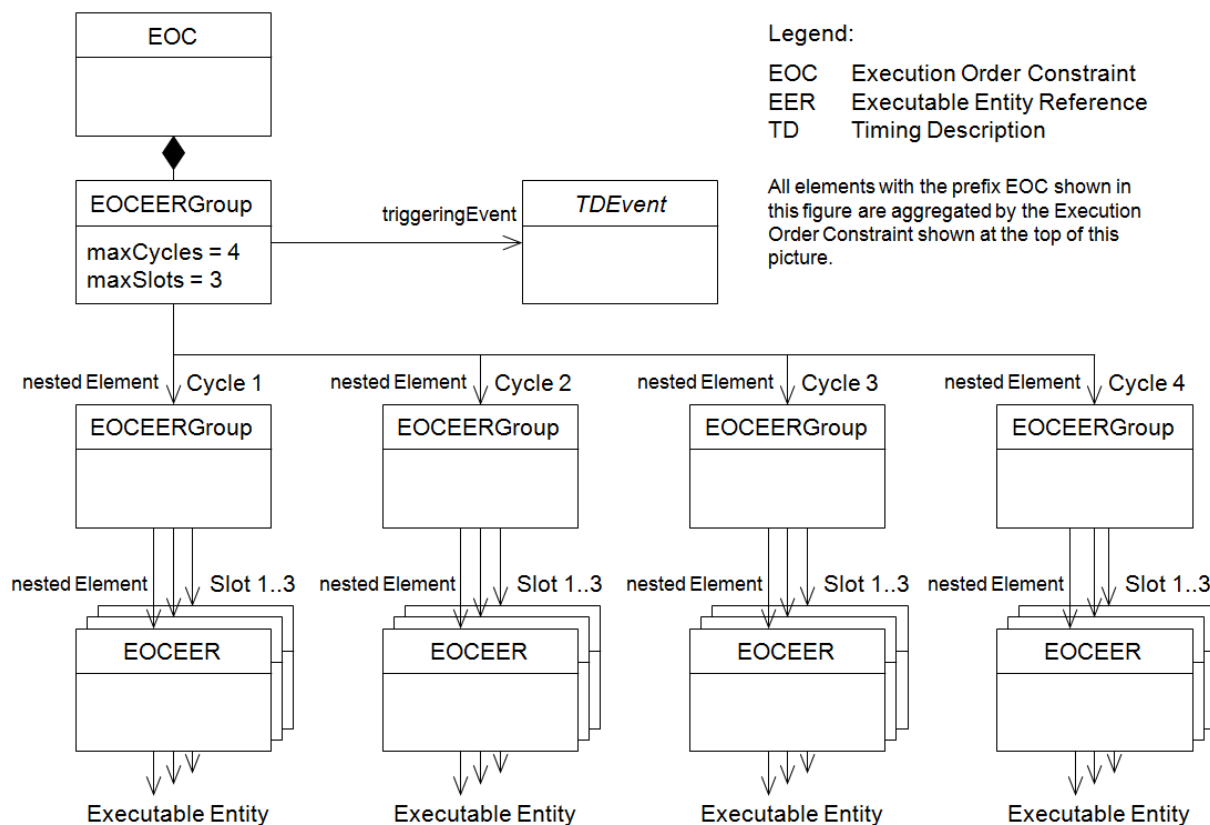 EOC
Legend:
EOC Execution Order Constraint
EER Executable Entity Reference
TD Timing Description
All elements with the prefix EOC shown in
this figure are aggregated by the Execution
Order Constraint shown at the top of this
picture.
EOCEERGroup
maxCycles = 4
maxSlots = 3
triggeringEvent
TDEvent
nested Element Cycle 1 nested Element Cycle 2 nested Element Cycle 3 nested Element Cycle 4
EOCEERGroup EOCEERGroup EOCEERGroup EOCEERGroup
nested Element Slot 1..3 nested Element Slot 1..3 nested Element Slot 1..3 nested Element Slot 1..3
EOCEER EOCEER EOCEER EOCEER
Executable Entity Executable Entity Executable Entity Executable Entity